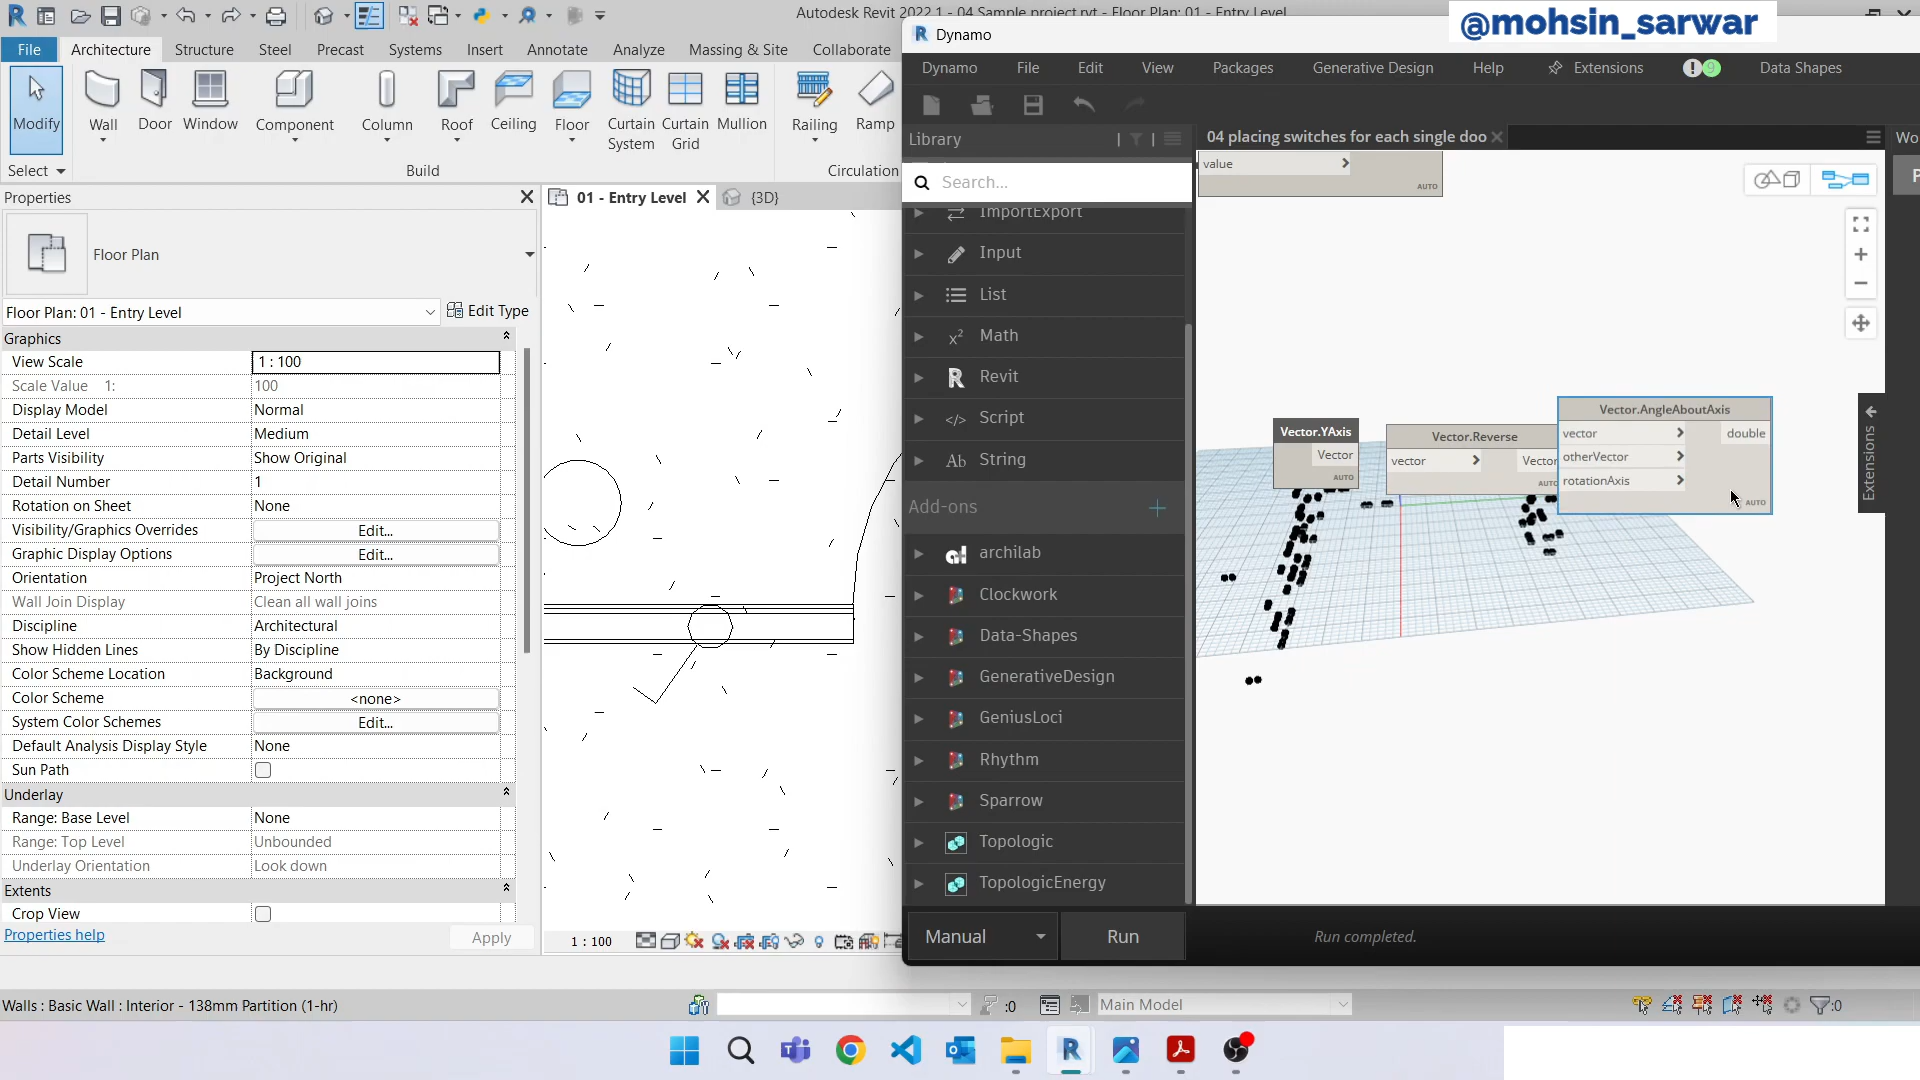 Autodesk Revit 2022.1 - 04 Sample project.rvt - Floor Plan: 01 - Entry Level
@mohsin_sarwar
File
Architecture
Structure
Steel
Precast
Systems
Insert
Annotate
Analyze
Massing & Site
Collaborate
Modify
Wall
Door
Window
Component
Column
Roof
Ceiling
Floor
Curtain
System
Curtain
Grid
Mullion
Railing
Ramp
Select
Build
Circulation
Properties
01 - Entry Level
{3D}
Floor Plan
Floor Plan: 01 - Entry Level
Edit Type
Graphics
View Scale
1 : 100
Scale Value 1:
100
Display Model
Normal
Detail Level
Medium
Parts Visibility
Show Original
Detail Number
1
Rotation on Sheet
None
Visibility/Graphics Overrides
Edit...
Graphic Display Options
Edit...
Orientation
Project North
Wall Join Display
Clean all wall joins
Discipline
Architectural
Show Hidden Lines
By Discipline
Color Scheme Location
Background
Color Scheme
<none>
System Color Schemes
Edit...
Default Analysis Display Style
None
Sun Path
Underlay
Range: Base Level
None
Range: Top Level
Unbounded
Underlay Orientation
Look down
Extents
Crop View
Properties help
Apply
1 : 100
Dynamo
Dynamo
File
Edit
View
Packages
Generative Design
Help
Extensions
9
Data Shapes
Library
04 placing switches for each single doo
Wo
Search...
ImportExport
Input
List
Math
Revit
Script
Ab String
Add-ons
archilab
Clockwork
Data-Shapes
GenerativeDesign
GeniusLoci
Rhythm
Sparrow
Topologic
TopologicEnergy
value
AUTO
Vector.YAxis
Vector
AUTO
Vector.Reverse
vector
Vector
AUTO
Vector.AngleAboutAxis
vector
double
otherVector
rotationAxis
AUTO
Extensions
Manual
Run
Run completed.
Walls : Basic Wall : Interior - 138mm Partition (1-hr)
:0
Main Model
:0